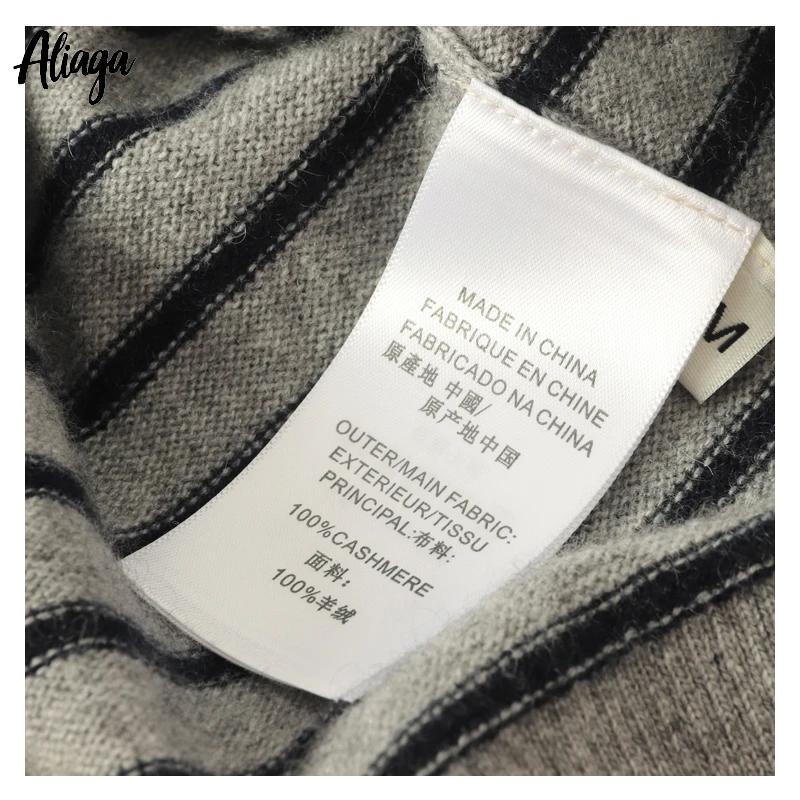 Aliaga
MADE IN CHINA
FABRIQUE EN CHINE
FABRICADO NA CHINA
原產地 中國/
原产地中国
OUTER/MAIN FABRIC:
EXTERIEUR/TISSU
PRINCIPAL:布料:
100%CASHMERE
面料:
100%羊绒
M